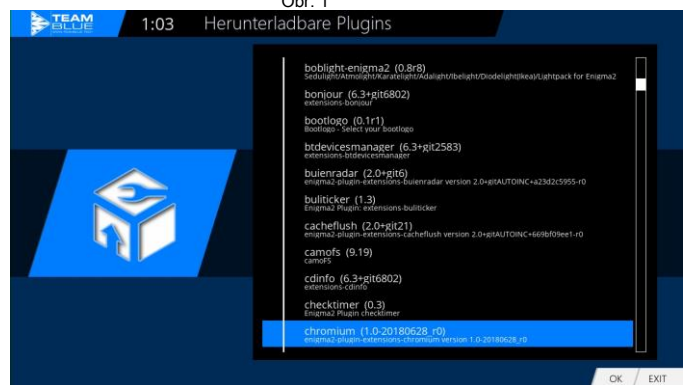 Obr. 1
TEAM
BLUE
1:03
Herunterladbare Plugins
boblight-enigma2 (0.8r8)
Sedulight/Atmolight/Karatelight/Adalight/Ibelight/Diodelight(Ikea)/Lightpack for Enigma2
bonjour (6.3+git6802)
extensions-bonjour
bootlogo (0.1r1)
Bootlogo - Select your bootlogo
btdevicesmanager (6.3+git2583)
extensions-btdevicesmanager
buienradar (2.0+git6)
enigma2-plugin-extensions-buienradar version 2.0+gitAUTOINC+a23d2c5955-r0
buliticker (1.3)
Enigma2 Plugin: extensions-buliticker
cacheflush (2.0+git21)
enigma2-plugin-extensions-cacheflush version 2.0+gitAUTOINC+669bf09ee1-r0
camofs (9.19)
camoFS
cdinfo (6.3+git6802)
extensions-cdinfo
checktimer (0.3)
Enigma2 Plugin checktimer
chromium (1.0-20180628_r0)
enigma2-plugin-extensions-chromium version 1.0-20180628_r0
OK
EXIT